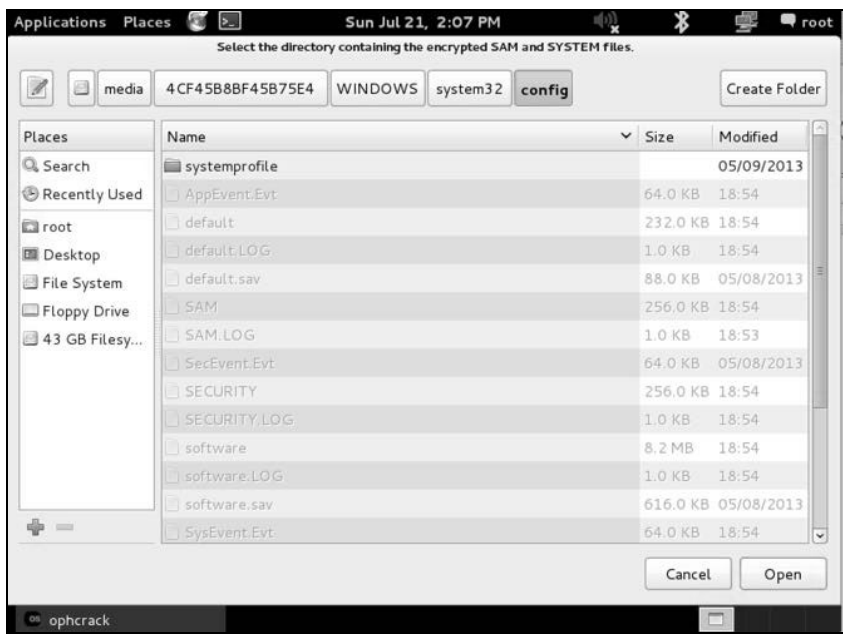 Applications Places Sun Jul 21, 2:07 PM root
Select the directory containing the encrypted SAM and SYSTEM files.
media 4CF45B8BF45B75E4 WINDOWS system32 config Create Folder
Places Name Size Modified
Search systemprofile 05/09/2013
Recently Used AppEvent.Evt 64.0 KB 18:54
root default 232.0 KB 18:54
Desktop default.LOG 1.0 KB 18:54
File System default.sav 88.0 KB 05/08/2013
Floppy Drive SAM 256.0 KB 18:54
43 GB Filesy... SAM.LOG 1.0 KB 18:53
SecEvent.Evt 64.0 KB 05/08/2013
SECURITY 256.0 KB 18:54
SECURITY.LOG 1.0 KB 18:54
software 8.2 MB 18:54
software.LOG 1.0 KB 18:54
software.sav 616.0 KB 05/08/2013
SysEvent.Evt 64.0 KB 18:54
Cancel Open
ophcrack